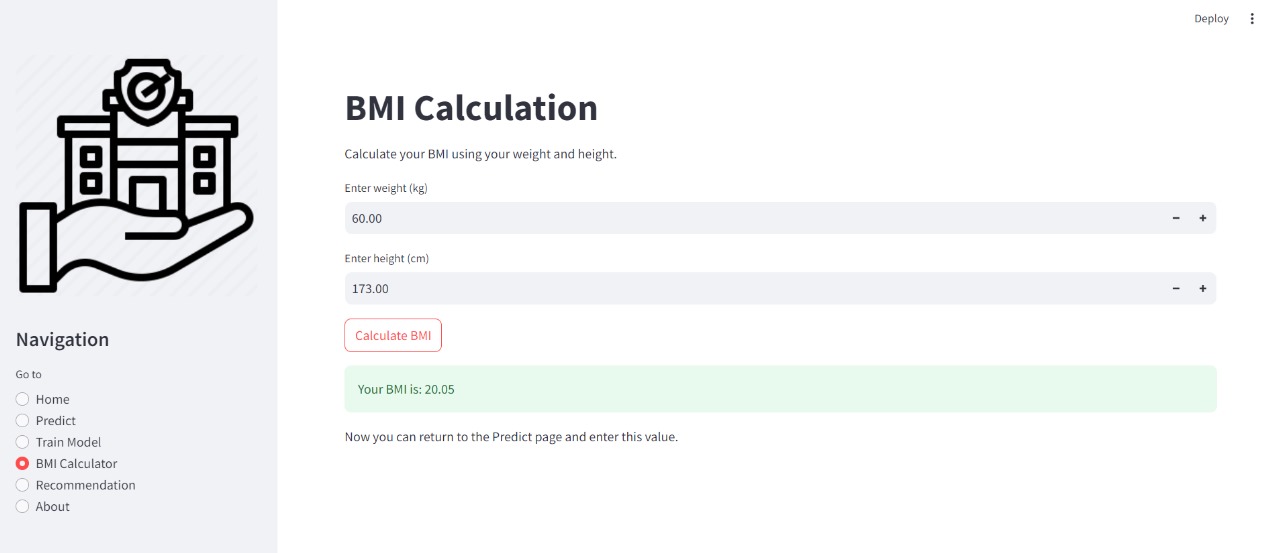 Deploy
BMI Calculation
Calculate your BMI using your weight and height.
Enter weight (kg)
60.00
Enter height (cm)
173.00
Calculate BMI
Your BMI is: 20.05
Now you can return to the Predict page and enter this value.
Navigation
Go to
Home
Predict
Train Model
BMI Calculator
Recommendation
About